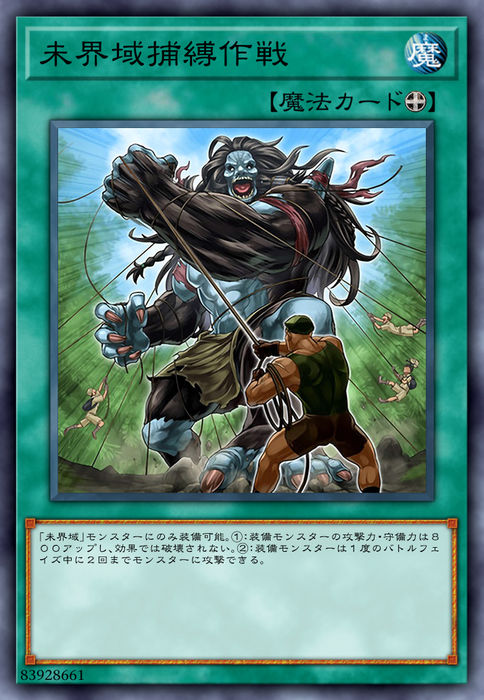 未界域捕縛作戦
魔
【魔法カード】
「未界域」モンスターにのみ装備可能。①:装備モンスターの攻撃力・守備力は８
００アップし、効果では破壊されない。②:装備モンスターは１度のバトルフェ
イズ中に２回までモンスターに攻撃できる。
83928661